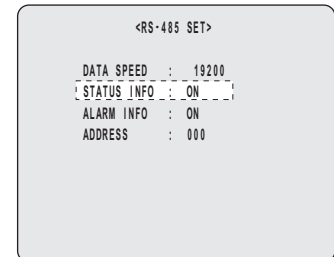 <RS-485 SET>
DATA SPEED : 19200
STATUS INFO : ON
ALARM INFO : ON
ADDRESS : 000